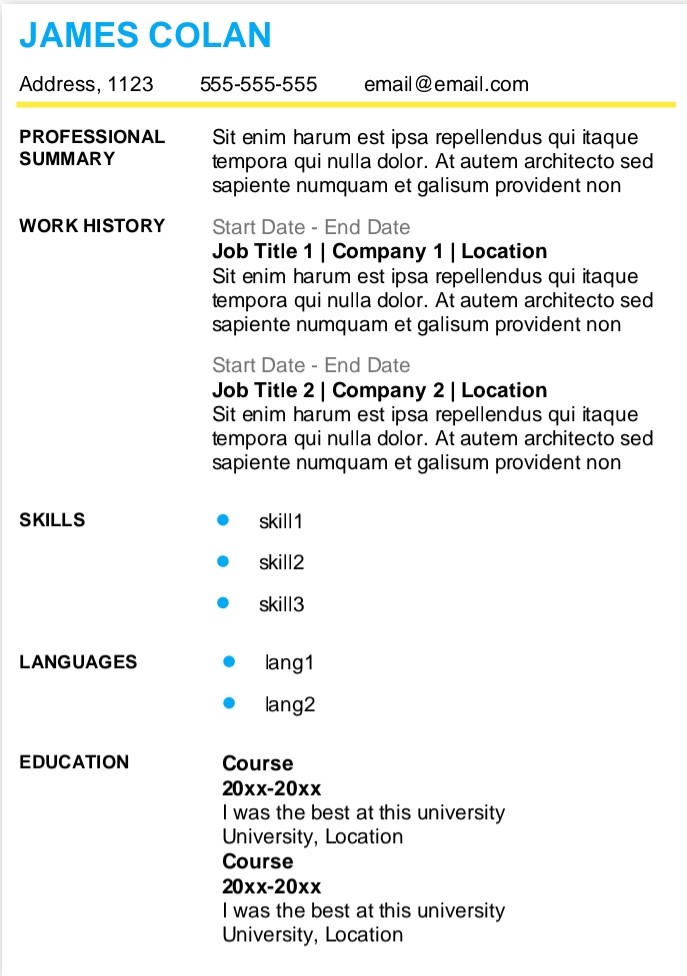 JAMES COLAN
Address, 1123 555-555-555 email@email.com
PROFESSIONAL
SUMMARY
Sit enim harum est ipsa repellendus qui itaque
tempora qui nulla dolor. At autem architecto sed
sapiente numquam et galisum provident non
WORK HISTORY
Start Date - End Date
Job Title 1 | Company 1 | Location
Sit enim harum est ipsa repellendus qui itaque
tempora qui nulla dolor. At autem architecto sed
sapiente numquam et galisum provident non
Start Date - End Date
Job Title 2 | Company 2 | Location
Sit enim harum est ipsa repellendus qui itaque
tempora qui nulla dolor. At autem architecto sed
sapiente numquam et galisum provident non
SKILLS
skill1
skill2
skill3
LANGUAGES
lang1
lang2
EDUCATION
Course
20xx-20xx
I was the best at this university
University, Location
Course
20xx-20xx
I was the best at this university
University, Location